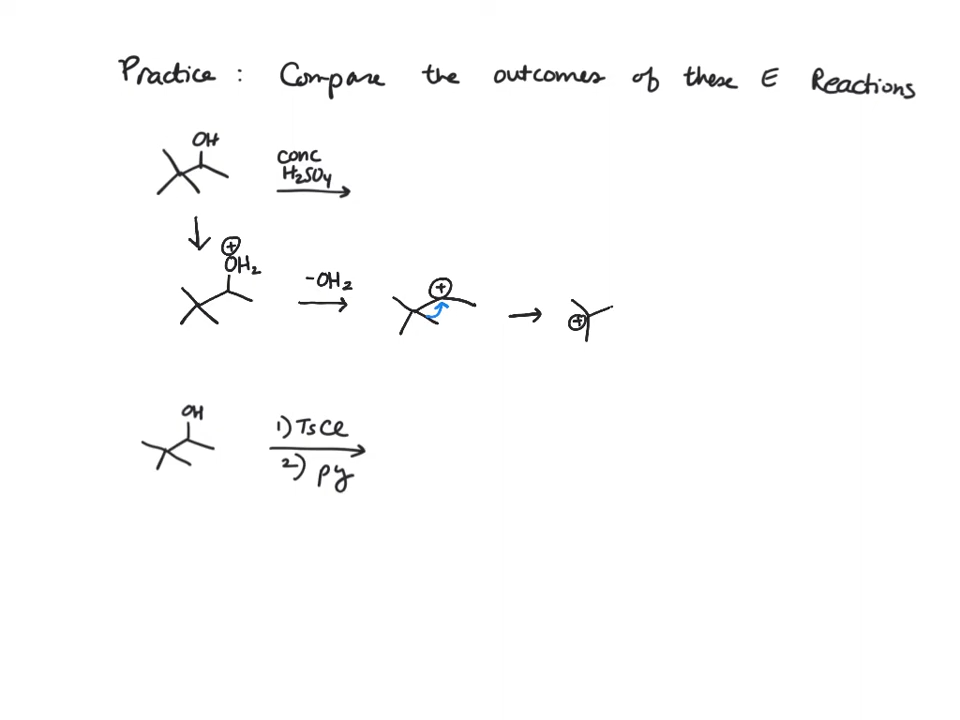 Practice : Compare the outcomes of these E Reactions
OH
conc
H₂SO₄
⊕
OH₂
-OH₂
⊕
⊕
OH
1) TsCl
2) py